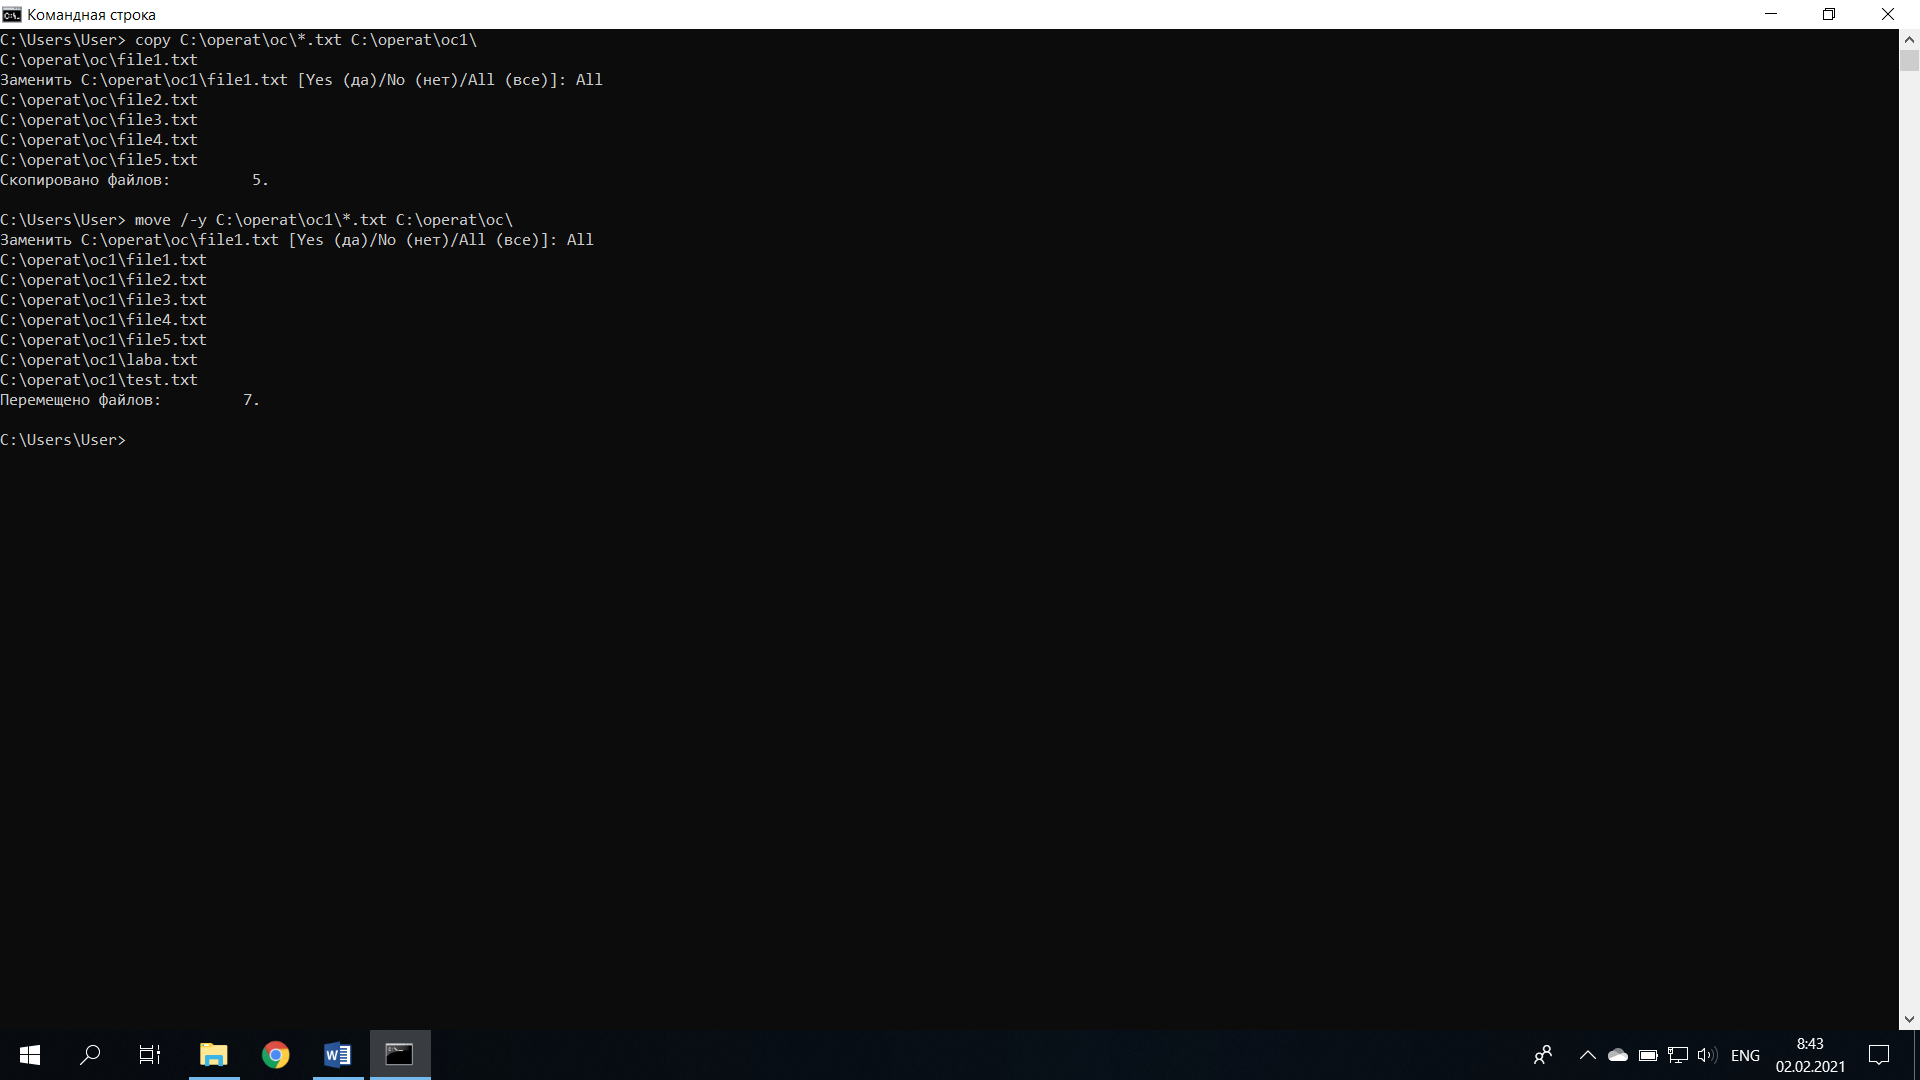 Командная строка
C:\Users\User> copy C:\operat\oc\*.txt C:\operat\oc1\
C:\operat\oc\file1.txt
Заменить C:\operat\oc1\file1.txt [Yes (да)/No (нет)/All (все)]: All
C:\operat\oc\file2.txt
C:\operat\oc\file3.txt
C:\operat\oc\file4.txt
C:\operat\oc\file5.txt
Скопировано файлов:         5.
C:\Users\User> move /-y C:\operat\oc1\*.txt C:\operat\oc\
Заменить C:\operat\oc\file1.txt [Yes (да)/No (нет)/All (все)]: All
C:\operat\oc1\file1.txt
C:\operat\oc1\file2.txt
C:\operat\oc1\file3.txt
C:\operat\oc1\file4.txt
C:\operat\oc1\file5.txt
C:\operat\oc1\laba.txt
C:\operat\oc1\test.txt
Перемещено файлов:         7.
C:\Users\User>
ENG
8:43
02.02.2021